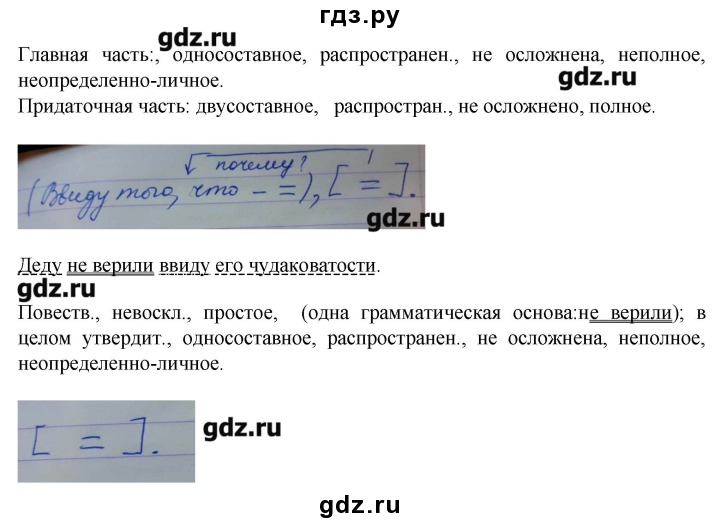 гдз.ру
gdz.ru
Главная часть:, односоставное, распространен., не осложнена, неполное,
неопределенно-личное.
gdz.ru
Придаточная часть: двусоставное, распростран., не осложнено, полное.
почему?
(Ввиду того, что – =), [ = ].
gdz.ru
Деду не верили ввиду его чудаковатости.
gdz.ru
Повеств., невоскл., простое, (одна грамматическая основа:не верили); в
целом утвердит., односоставное, распространен., не осложнена, неполное,
неопределенно-личное.
[ = ].
gdz.ru
gdz.ru